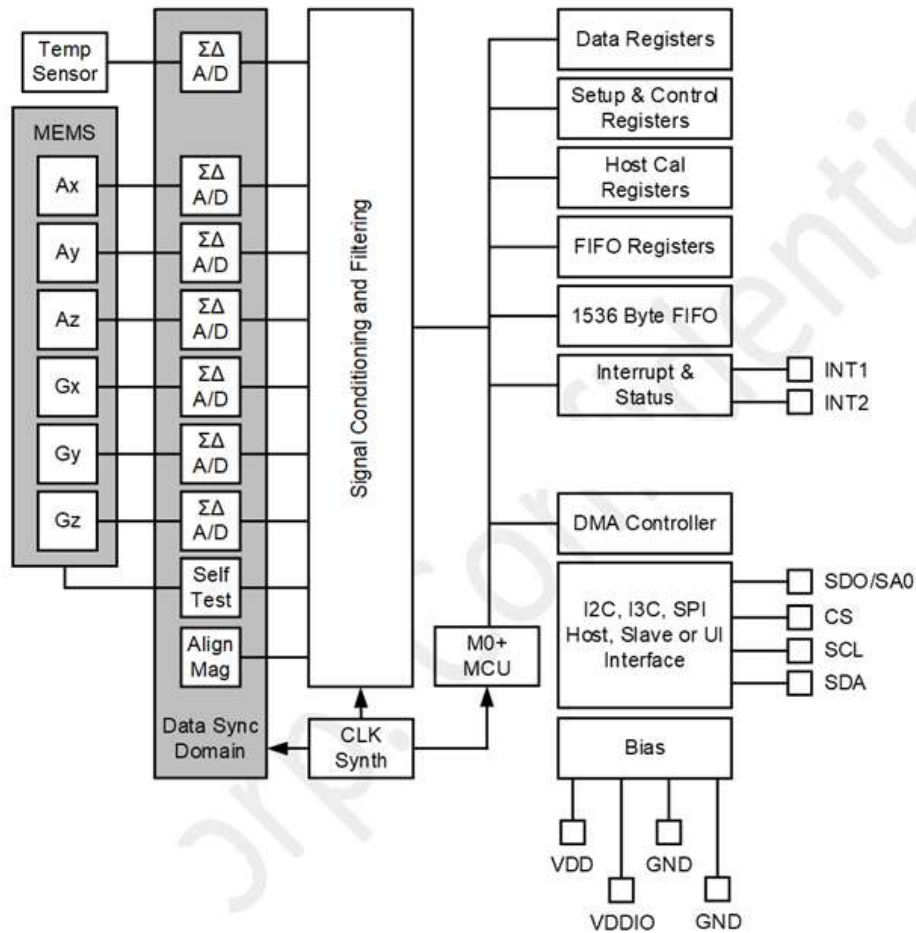 Temp
Sensor
ΣΔ
A/D
MEMS
Ax
ΣΔ
A/D
Ay
ΣΔ
A/D
Az
ΣΔ
A/D
Gx
ΣΔ
A/D
Gy
ΣΔ
A/D
Gz
ΣΔ
A/D
Self
Test
Align
Mag
Data Sync
Domain
Signal Conditioning and Filtering
CLK
Synth
M0+
MCU
Data Registers
Setup & Control
Registers
Host Cal
Registers
FIFO Registers
1536 Byte FIFO
Interrupt &
Status
INT1
INT2
DMA Controller
I2C, I3C, SPI
Host, Slave or UI
Interface
SDO/SA0
CS
SCL
SDA
Bias
VDD
GND
VDDIO
GND